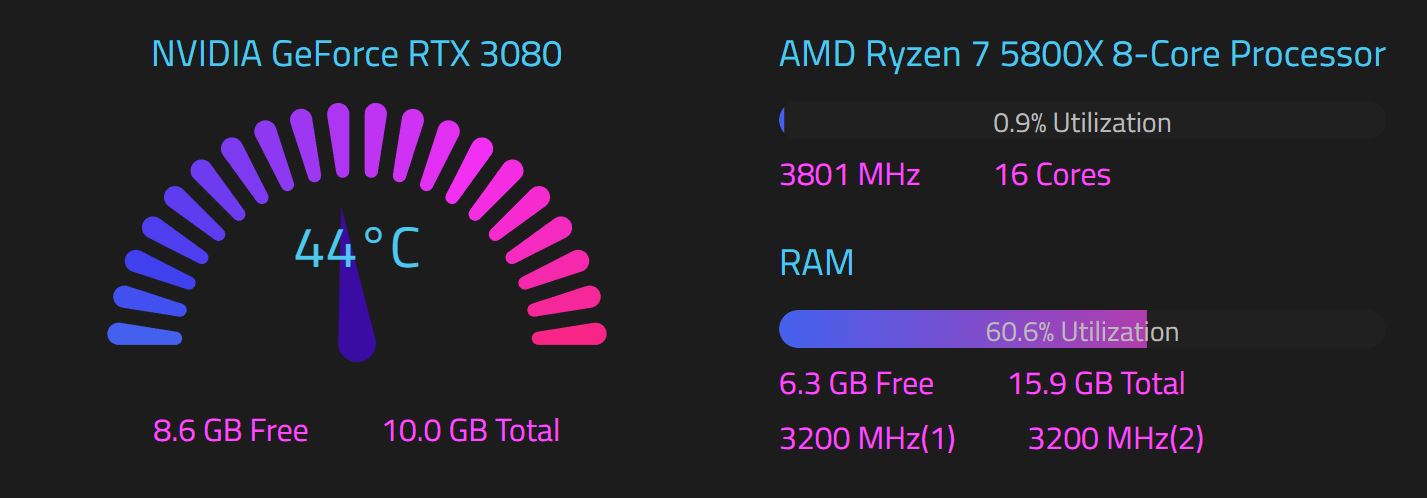 NVIDIA GeForce RTX 3080
44°C
8.6 GB Free 10.0 GB Total
AMD Ryzen 7 5800X 8-Core Processor
0.9% Utilization
3801 MHz 16 Cores
RAM
60.6% Utilization
6.3 GB Free 15.9 GB Total
3200 MHz(1) 3200 MHz(2)